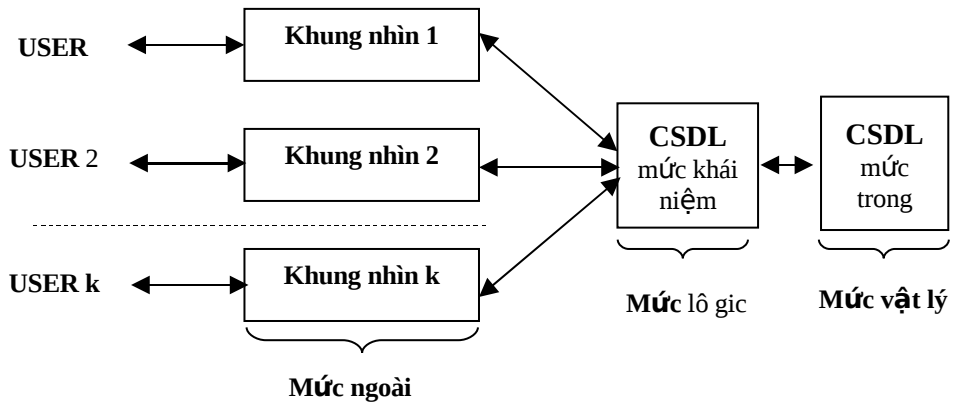 USER
Khung nhìn 1
USER 2
Khung nhìn 2
USER k
Khung nhìn k
Mức ngoài
CSDL
mức khái
niệm
Mức lô gic
CSDL
mức
trong
Mức vật lý